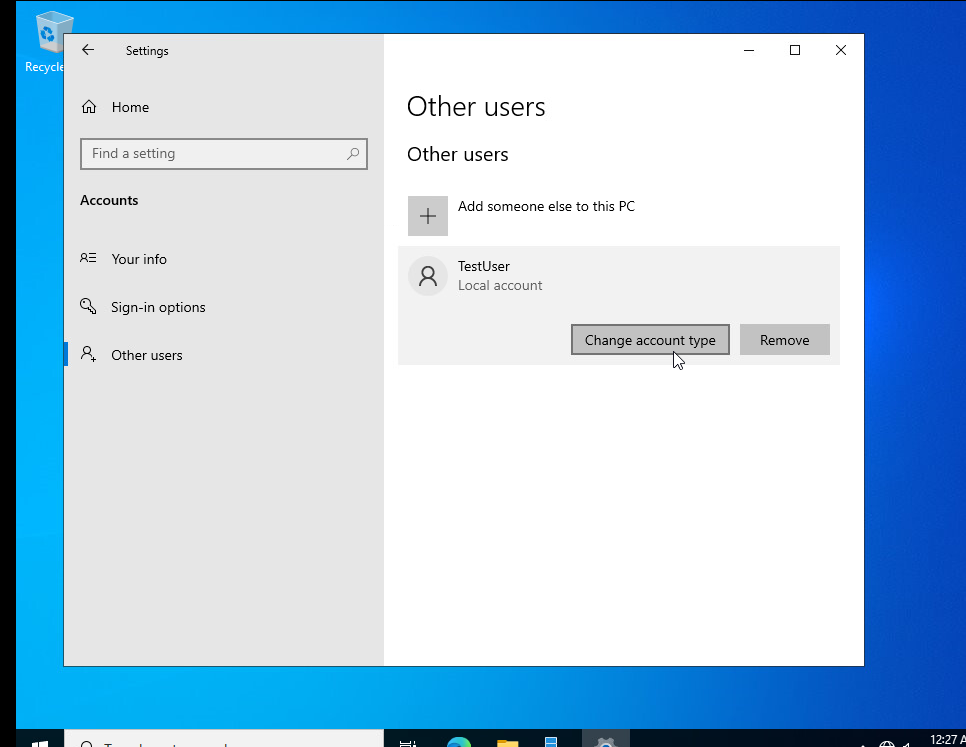 Recycle
Settings
Home
Find a setting
Accounts
Your info
Sign-in options
Other users
Other users
Other users
Add someone else to this PC
TestUser
Local account
Change account type
Remove
12:27 A